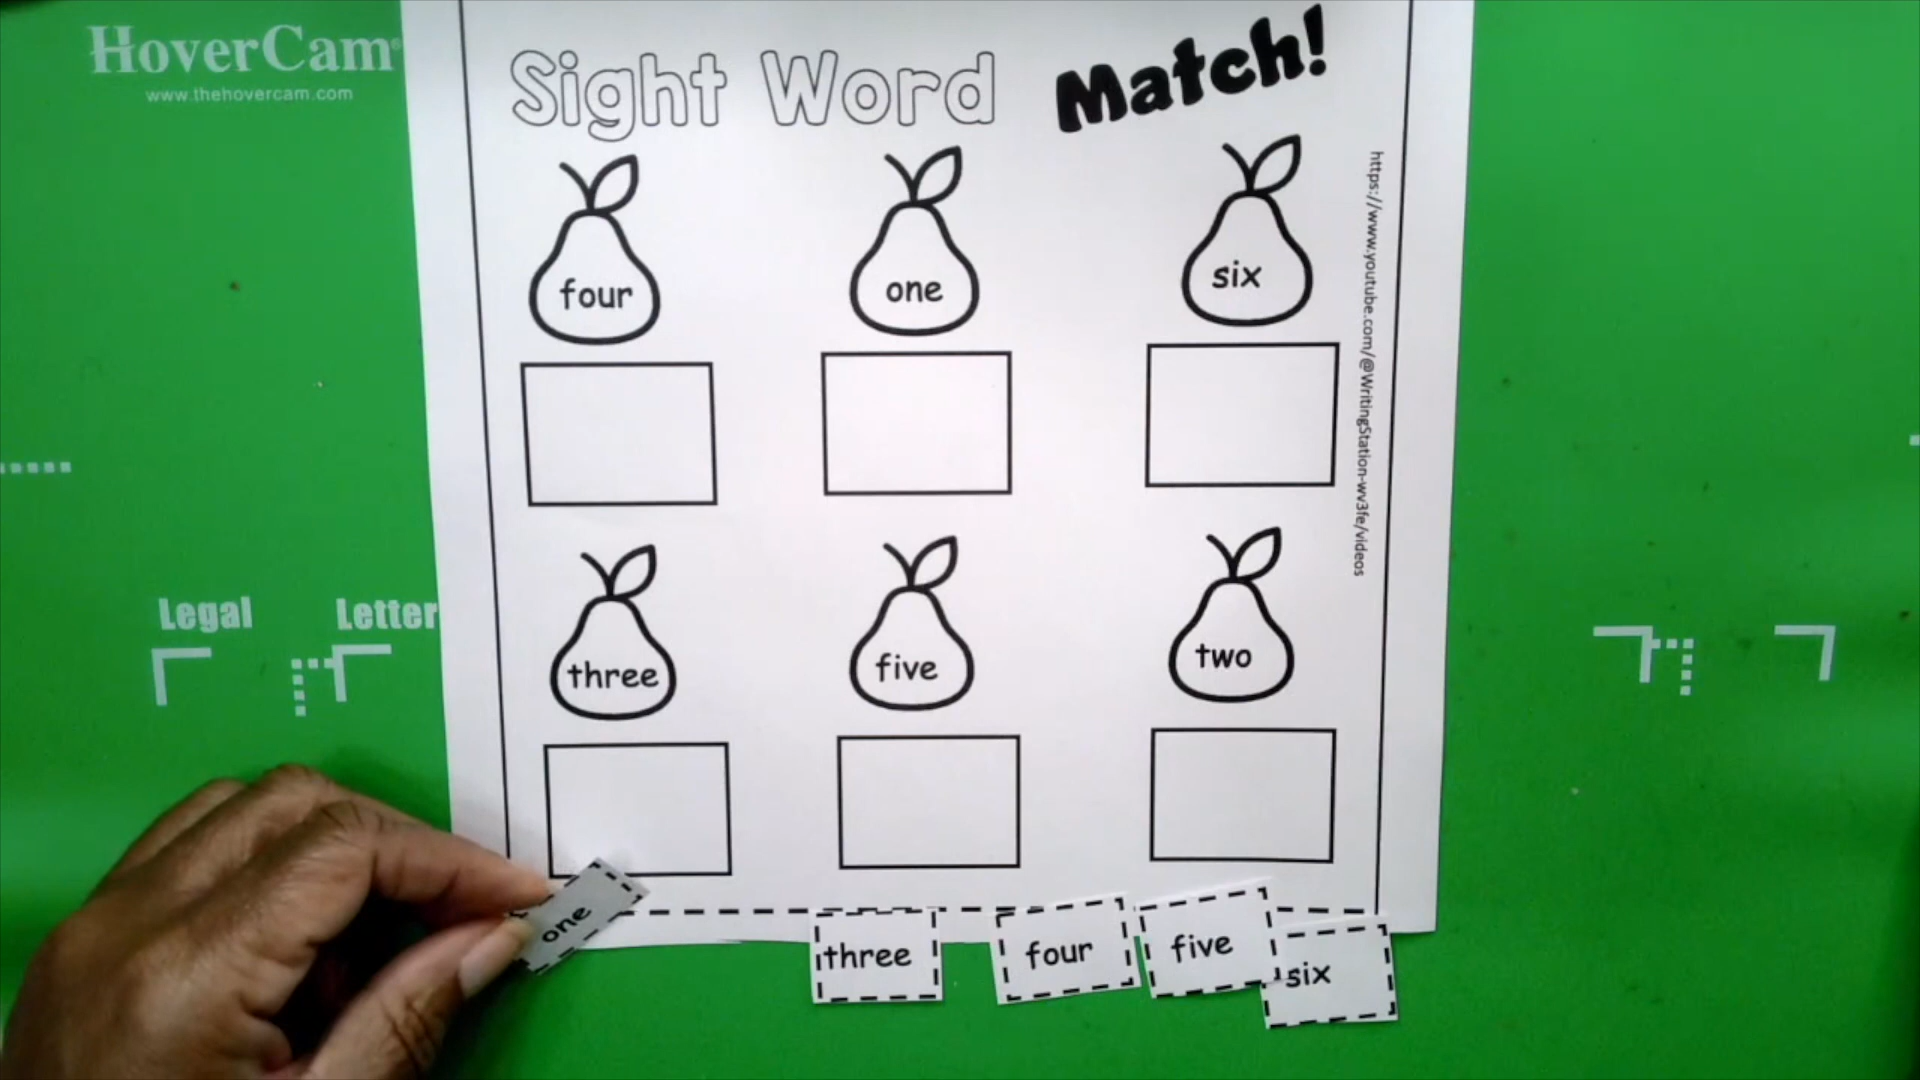 HoverCam®
www.thehovercam.com
Sight Word Match!
four
one
six
https://www.youtube.com/@WritingStation-wv3fe/videos
Legal
Letter
three
five
two
one
three
four
five
six